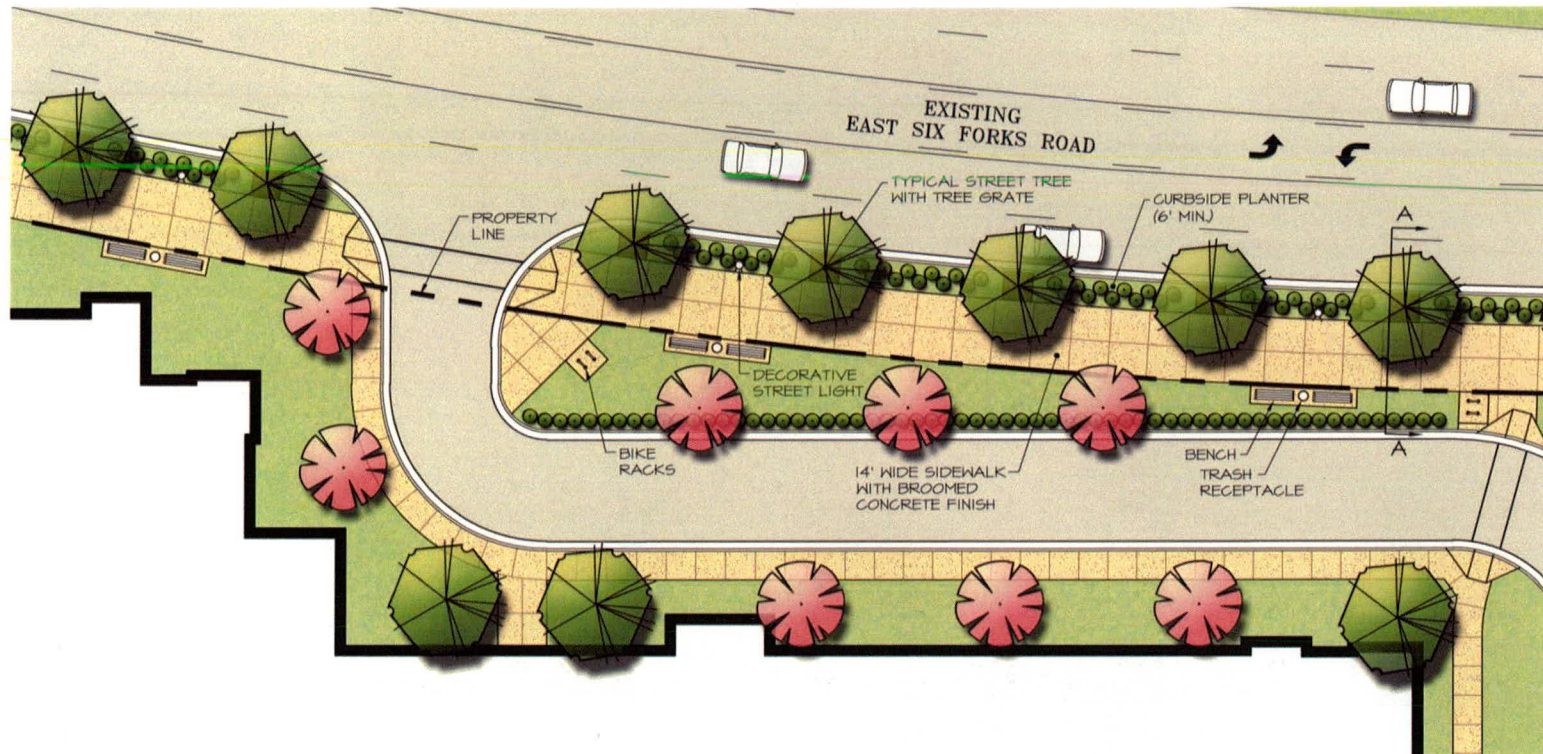 EXISTING
EAST SIX FORKS ROAD
TYPICAL STREET TREE
WITH TREE GRATE
CURBSIDE PLANTER
(6' MIN.)
A
PROPERTY
LINE
DECORATIVE
STREET LIGHT
BIKE
RACKS
14' WIDE SIDEWALK
WITH BROOMED
CONCRETE FINISH
BENCH
TRASH
RECEPTACLE
A